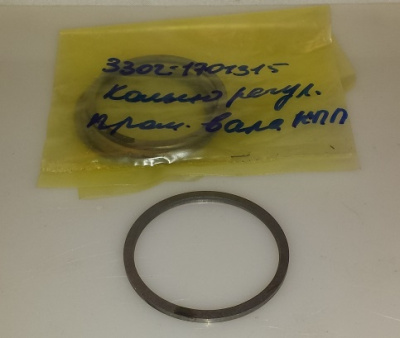 3302-1701315
Кольцо регул.
пром. вала КПП